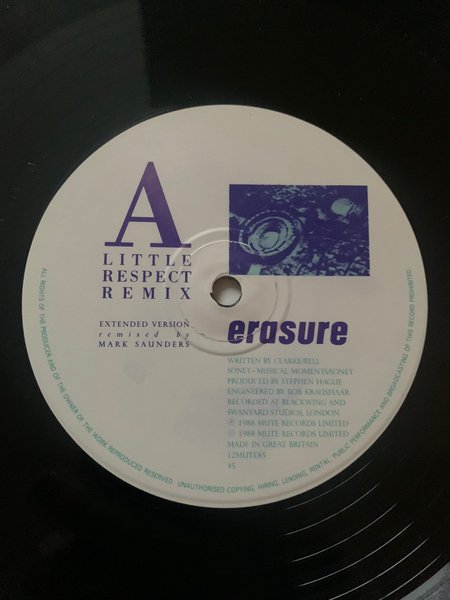 A
LITTLE
RESPECT
REMIX
EXTENDED VERSION
remixed by
MARK SAUNDERS
erasure
WRITTEN BY CLARKE/BELL
SONET - MUSICAL MOMENTS/SONET
PRODUCED BY STEPHEN HAGUE
ENGINEERED BY BOB KRAUSHAAR
RECORDED AT BLACKWING AND
SWANYARD STUDIOS, LONDON
℗ 1988 MUTE RECORDS LIMITED
© 1988 MUTE RECORDS LIMITED
MADE IN GREAT BRITAIN
12MUTE85
45
ALL RIGHTS OF THE PRODUCER AND OF THE OWNER OF THE WORK REPRODUCED RESERVED. UNAUTHORISED COPYING, HIRING, LENDING, RENTAL, PUBLIC PERFORMANCE AND BROADCASTING OF THIS RECORD PROHIBITED